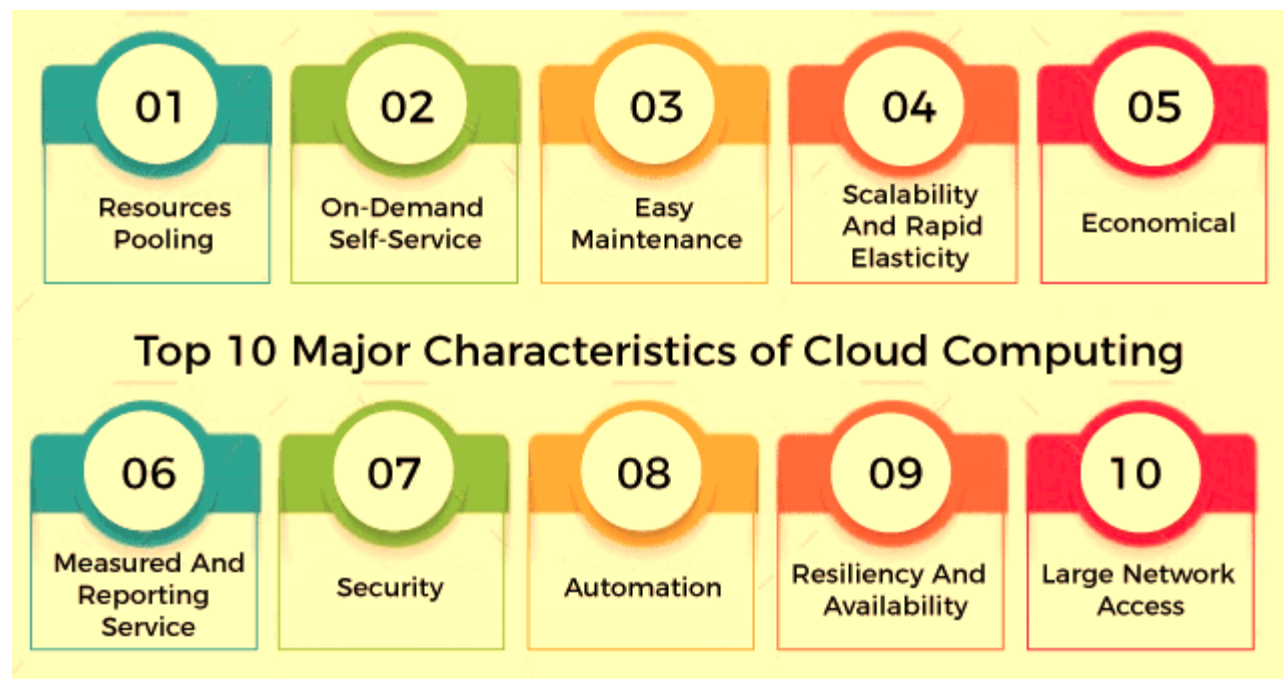 01
Resources
Pooling
02
On-Demand
Self-Service
03
Easy
Maintenance
04
Scalability
And Rapid
Elasticity
05
Economical
Top 10 Major Characteristics of Cloud Computing
06
Measured And
Reporting
Service
07
Security
08
Automation
09
Resiliency And
Availability
10
Large Network
Access